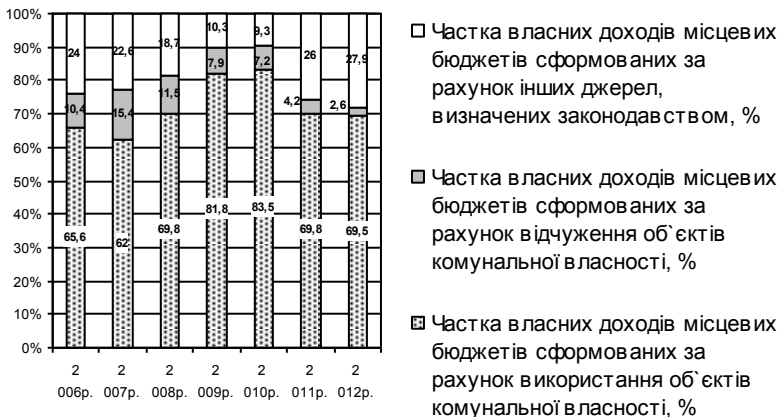 100%
90%
80%
70%
60%
50%
40%
30%
20%
10%
0%
24
22,6
18,7
10,3
9,3
26
27,9
10,4
15,4
11,5
7,9
7,2
4,2
2,6
65,6
62
69,8
81,8
83,5
69,8
69,5
2 2 2 2 2 2 2
006р. 007р. 008р. 009р. 010р. 011р. 012р.
Частка власних доходів місцевих
бюджетів сформованих за
рахунок інших джерел,
визначених законодавством, %
Частка власних доходів місцевих
бюджетів сформованих за
рахунок відчуження об`єктів
комунальної власності, %
Частка власних доходів місцевих
бюджетів сформованих за
рахунок використання об`єктів
комунальної власності, %